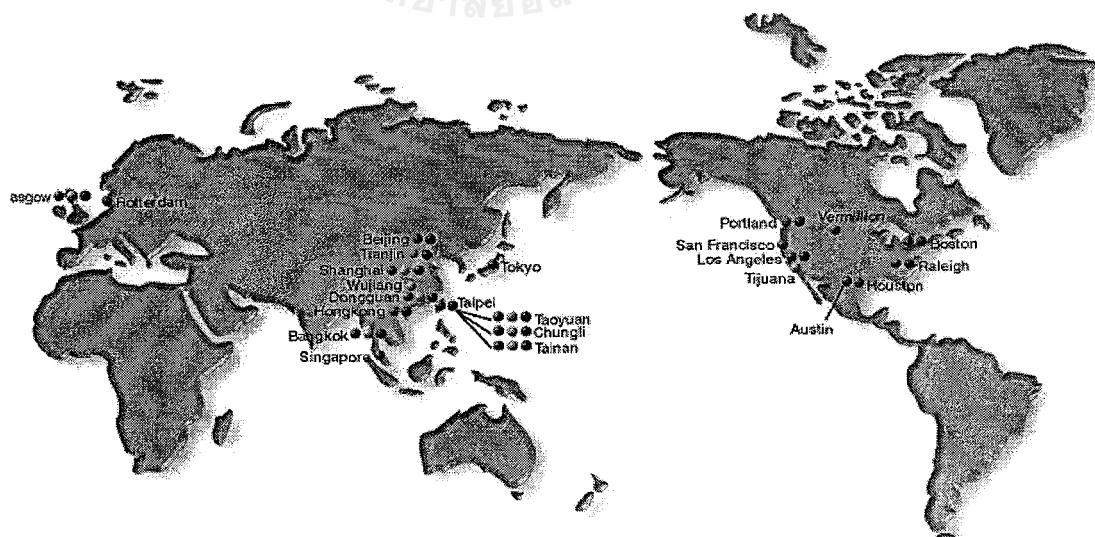 asgow
Rotterdam
Beijing
Tianjin
Shanghai
Wujiang
Dongguan
Hongkong
Bangkok
Singapore
Tokyo
Taipei
Taoyuan
Chungli
Tainan
Portland
Vermillion
San Francisco
Los Angeles
Tijuana
Boston
Raleigh
Houston
Austin